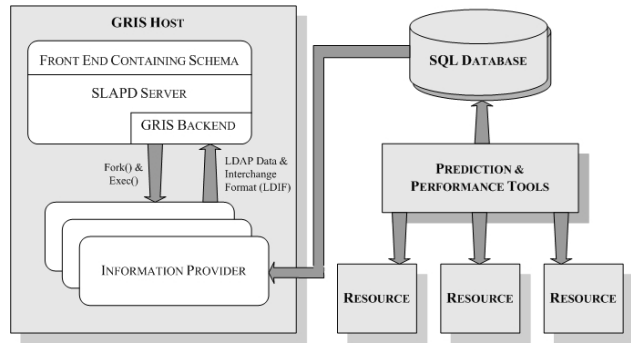 GRIS HOST
FRONT END CONTAINING SCHEMA
SLAPD SERVER
GRIS BACKEND
Fork() &
Exec()
LDAP Data &
Interchange
Format (LDIF)
INFORMATION PROVIDER
SQL DATABASE
PREDICTION &
PERFORMANCE TOOLS
RESOURCE
RESOURCE
RESOURCE